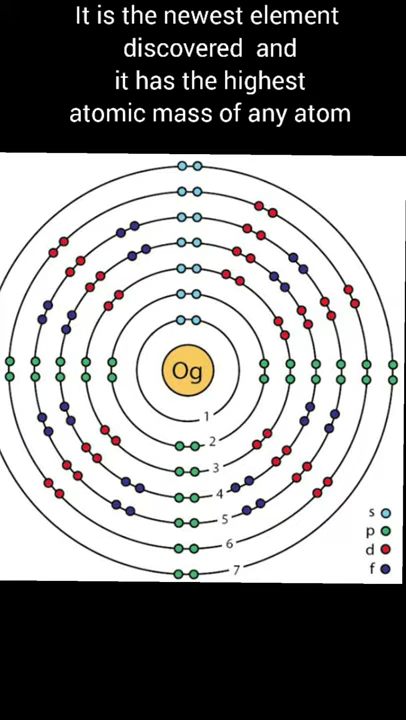 It is the newest element
discovered and
it has the highest
atomic mass of any atom
Og
1
2
3
4
5
6
7
s
p
d
f